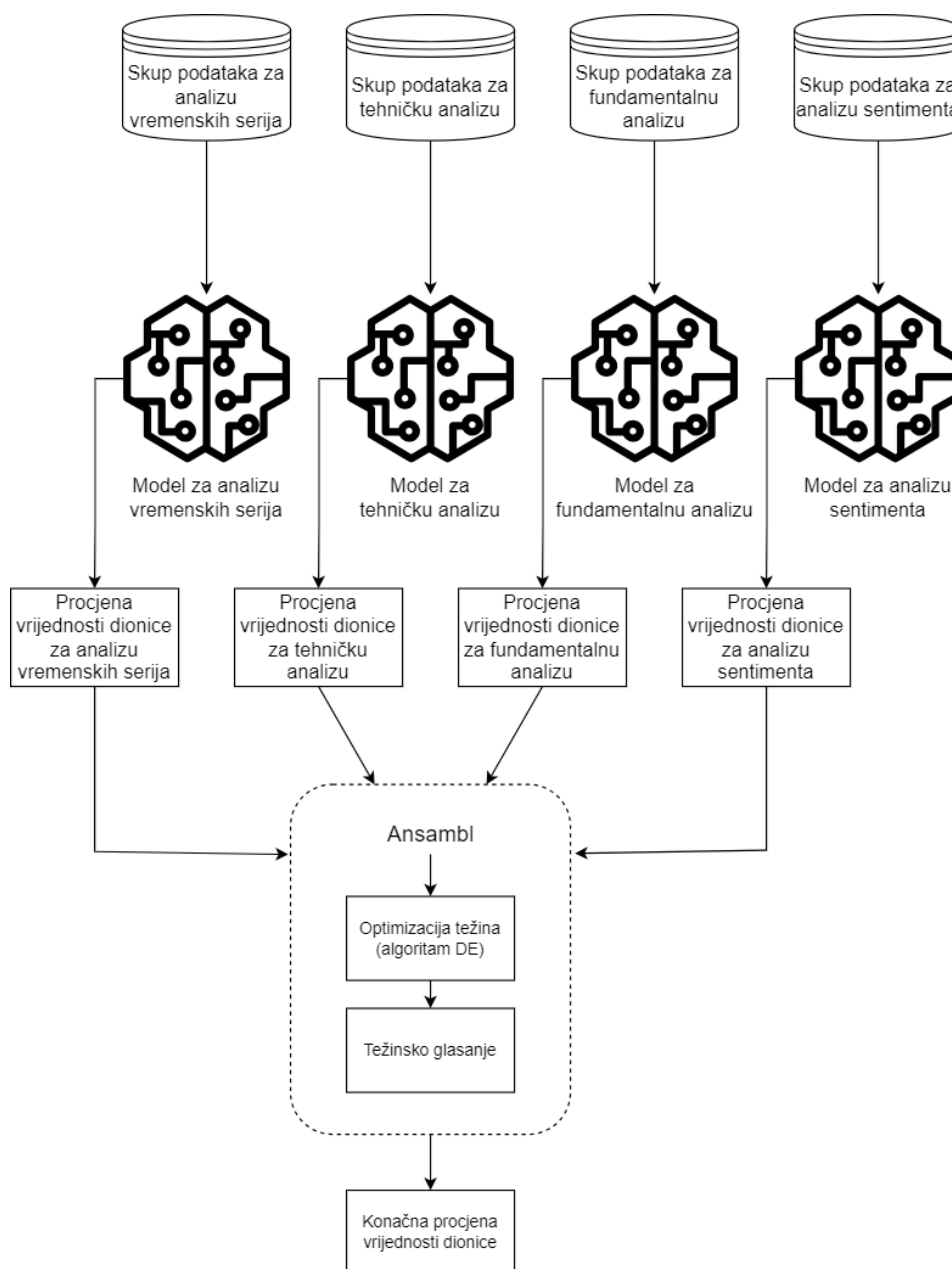 Skup podataka za
analizu
vremenskih serija
Skup podataka za
tehničku analizu
Skup podataka za
fundamentalnu
analizu
Skup podataka za
analizu sentimenta
Model za analizu
vremenskih serija
Model za
tehničku analizu
Model za
fundamentalnu analizu
Model za analizu
sentimenta
Procjena
vrijednosti dionice
za analizu
vremenskih serija
Procjena
vrijednosti dionice
za tehničku
analizu
Procjena
vrijednosti dionice
za fundamentalnu
analizu
Procjena
vrijednosti dionice
za analizu
sentimenta
Ansambl
Optimizacija težina
(algoritam DE)
Težinsko glasanje
Konačna procjena
vrijednosti dionice